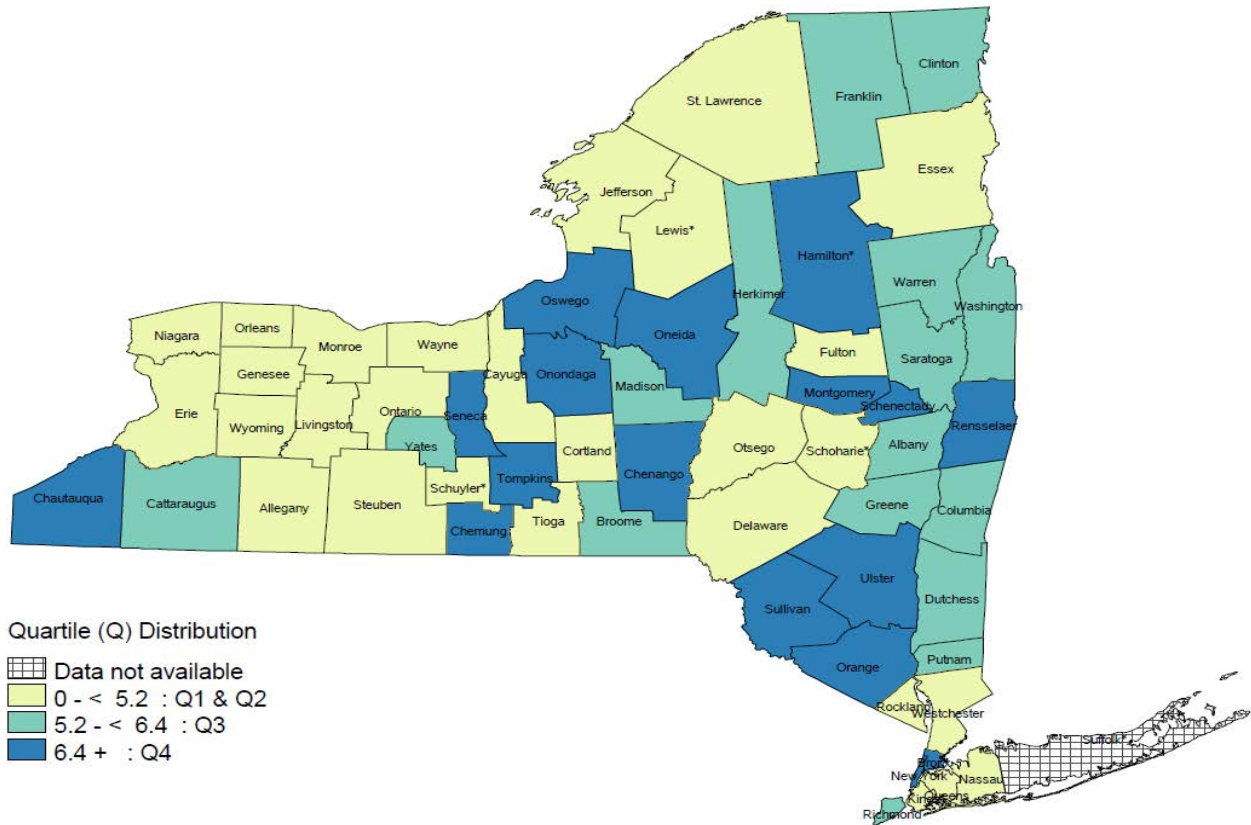 Clinton
Franklin
St. Lawrence
Essex
Jefferson
Lewis*
Hamilton*
Warren
Washington
Herkimer
Oswego
Oneida
Saratoga
Niagara
Orleans
Monroe
Wayne
Fulton
Genesee
Cayuga
Onondaga
Madison
Montgomery
Schenectady
Erie
Ontario
Seneca
Livingston
Wyoming
Rensselaer
Yates
Cortland
Otsego
Schoharie*
Albany
Chenango
Tompkins
Schuyler*
Chautauqua
Cattaraugus
Allegany
Steuben
Greene
Columbia
Chemung
Tioga
Broome
Delaware
Ulster
Dutchess
Sullivan
Putnam
Orange
Rockland
Westchester
Suffolk*
New York
Nassau
Queens
Richmond
Quartile (Q) Distribution
Data not available
0 - < 5.2 : Q1 & Q2
5.2 - < 6.4 : Q3
6.4 + : Q4